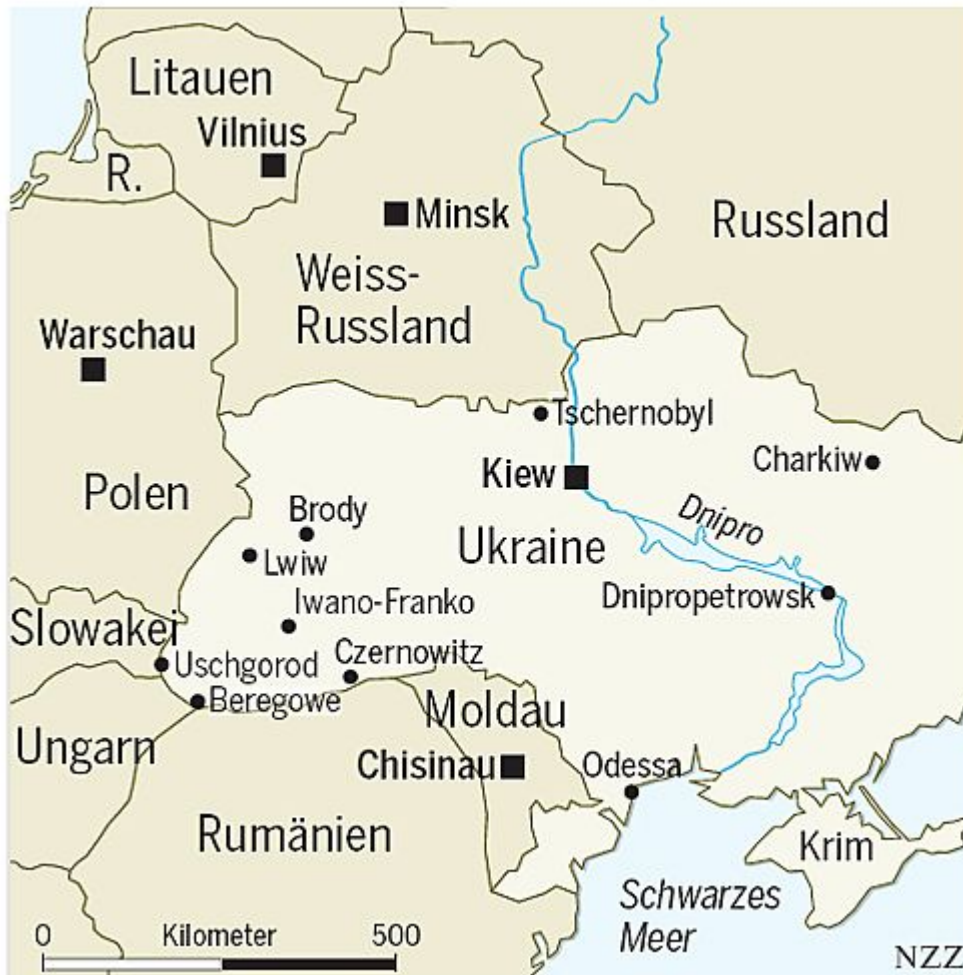 Litauen
Vilnius
R.
Minsk
Russland
Weiss-
Russland
Warschau
Tschernobyl
Charkiw
Kiew
Polen
Brody
Dnipro
Ukraine
Lwiw
Iwano-Franko
Dnipropetrowsk
Slowakei
Czernowitz
Uschgorod
Beregowe
Moldau
Ungarn
Chisinau
Odessa
Rumänien
Krim
Schwarzes
Meer
0 Kilometer 500
NZZ